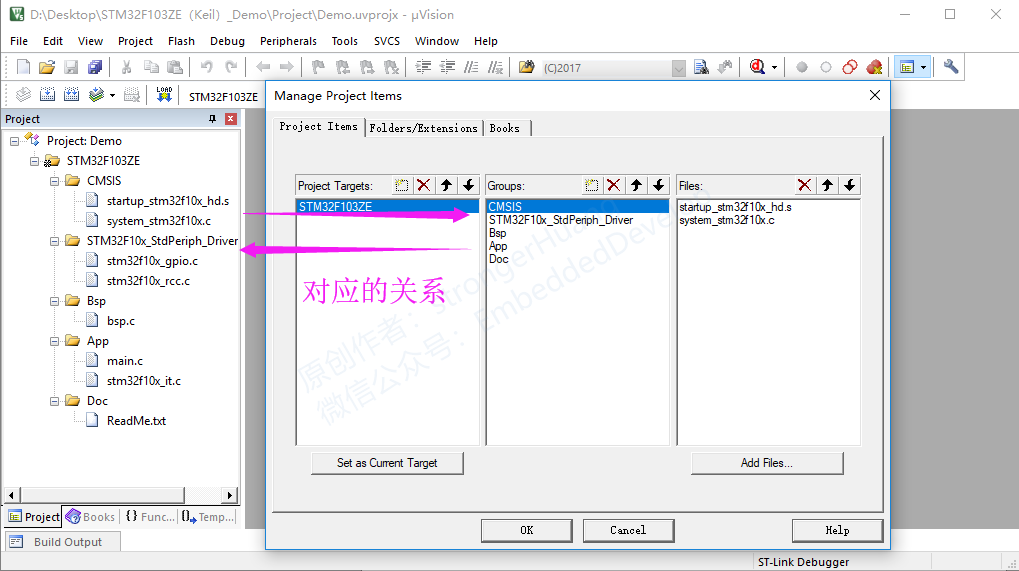 D:\Desktop\STM32F103ZE（Keil）_Demo\Project\Demo.uvprojx - µVision
File Edit View Project Flash Debug Peripherals Tools SVCS Window Help
(C)2017
LOAD
STM32F103ZE
Project
Project: Demo
STM32F103ZE
CMSIS
startup_stm32f10x_hd.s
system_stm32f10x.c
STM32F10x_StdPeriph_Driver
stm32f10x_gpio.c
stm32f10x_rcc.c
Bsp
bsp.c
App
main.c
stm32f10x_it.c
Doc
ReadMe.txt
Project Books {} Func... Temp...
Build Output
Manage Project Items
Project Items Folders/Extensions Books
Project Targets:
STM32F103ZE
Groups:
CMSIS
STM32F10x_StdPeriph_Driver
Bsp
App
Doc
Files:
startup_stm32f10x_hd.s
system_stm32f10x.c
对应的关系
原创作者：strongerHuang
微信公众号：EmbeddedDevelop
Set as Current Target
Add Files...
OK Cancel Help
ST-Link Debugger